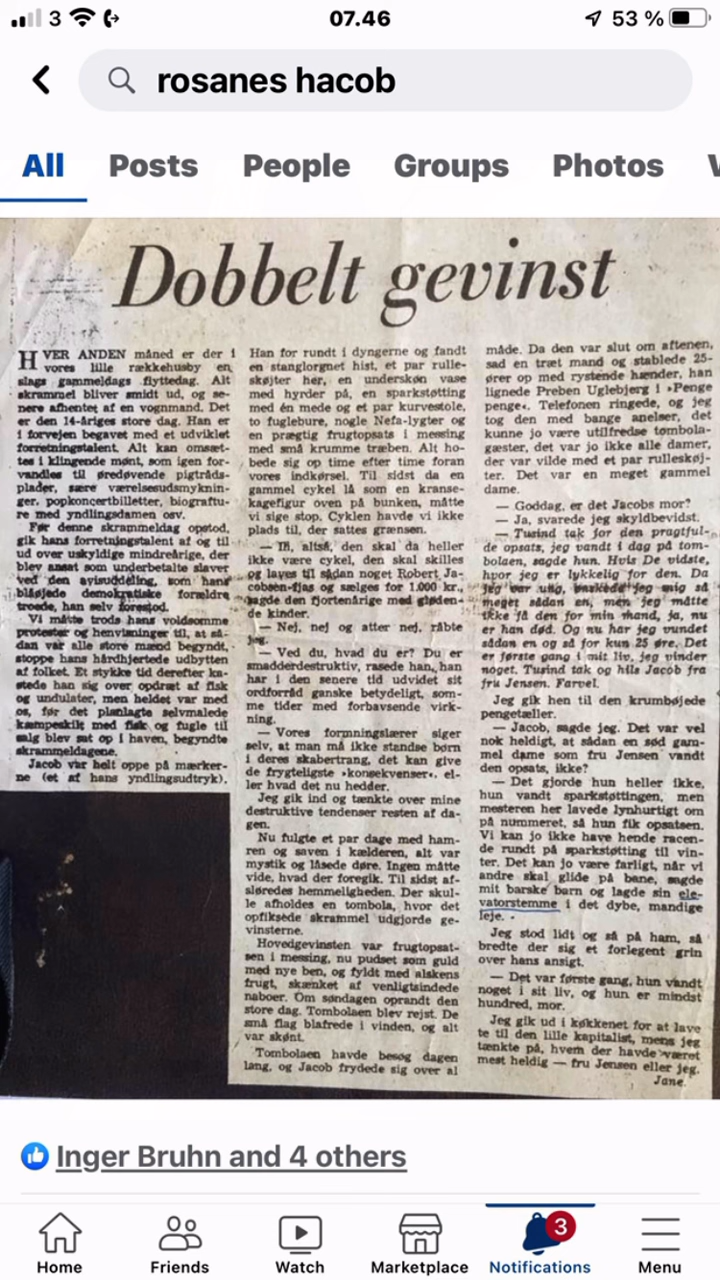 3
07.46
53 %
rosanes hacob
All
Posts
People
Groups
Photos
Dobbelt gevinst
HVER ANDEN måned er der i
vores lille rækkehusby en
slags gammeldags flyttedag. Alt
skrammel bliver smidt ud, og se-
nere afhentet af en vognmand. Det
er den 14-åriges store dag. Han er
i forvejen begavet med et udviklet
forretningstalent. Alt kan omsæt-
tes i klingende mønt, som igen for-
vandles til øredøvende pigtråds-
plader, sære værelsesudsmyknin-
ger, popkoncertbilletter, biograftu-
re med yndlingsdamen osv.
Før denne skrammeldag opstod,
gik hans forretningstalent af og til
ud over uskyldige mindreårige, der
blev ansat som underbetalte slaver
ved den avisuddeling, som hans
blåøjede demokratiske forældre
troede, han selv forestod.
Vi måtte trods hans voldsomme
protester og henvisninger til, at så-
dan var alle store mænd begyndt,
stoppe hans hårdhjertede udbytten
af folket. Et stykke tid derefter ka-
stede han sig over opdræt af fisk
og undulater, men heldet var med
os, før det planlagte selvmalede
kæmpeskilt med fisk og fugle til
salg blev sat op i haven, begyndte
skrammeldagene.
Jacob var helt oppe på mærker-
ne (et af hans yndlingsudtryk).
Han for rundt i dyngerne og fandt
en stanglorgnet hist, et par rulle-
skøjter her, en underskøn vase
med hyrder på, en sparkstøtting
med én mede og et par kurvestole,
to fuglebure, nogle Nefa-lygter og
en prægtig frugtopsats i messing
med små krumme træben. Alt ho-
bede sig op time efter time foran
vores indkørsel. Til sidst da en
gammel cykel lå som en kranse-
kagefigur oven på bunken, måtte
vi sige stop. Cyklen havde vi ikke
plads til, der sattes grænsen.
— Ih, altså, den skal da heller
ikke være cykel, den skal skilles
og laves til sådan noget Robert Ja-
cobsen-fjas og sælges for 1.000 kr.,
sagde den fjortenårige med gløden-
de kinder.
— Nej, nej og atter nej, råbte
jeg.
— Ved du, hvad du er? Du er
smadderdestruktiv, rasede han, han
har i den senere tid udvidet sit
ordforråd ganske betydeligt, som-
me tider med forbavsende virk-
ning.
— Vores formningslærer siger
selv, at man må ikke standse børn
i deres skabertrang, det kan give
de frygteligste »konsekvenser«, el-
ler hvad det nu hedder.
Jeg gik ind og tænkte over mine
destruktive tendenser resten af da-
gen.
Nu fulgte et par dage med ham-
ren og saven i kælderen, alt var
mystik og låsede døre. Ingen måtte
vide, hvad der foregik. Til sidst af-
sløredes hemmeligheden. Der skul-
le afholdes en tombola, hvor det
opfiksede skrammel udgjorde ge-
vinsterne.
Hovedgevinsten var frugtopsat-
sen i messing, nu pudset som guld
med nye ben, og fyldt med alskens
frugt, skænket af venligtsindede
naboer. Om søndagen oprandt den
store dag. Tombolaen blev rejst. De
små flag blafrede i vinden, og alt
var skønt.
Tombolaen havde besøg dagen
lang, og Jacob frydede sig over al
måde. Da den var slut om aftenen,
sad en træt mand og stablede 25-
ører op med rystende hænder, han
lignede Preben Uglebjerg i »Penge
penge«. Telefonen ringede, og jeg
tog den med bange anelser, det
kunne jo være utilfredse tombola-
gæster, det var jo ikke alle damer,
der var vilde med et par rulleskøj-
ter. Det var en meget gammel
dame.
— Goddag, er det Jacobs mor?
— Ja, svarede jeg skyldbevidst.
— Tusind tak for den pragtful-
de opsats, jeg vandt i dag på tom-
bolaen, sagde hun. Hvis De vidste,
hvor jeg er lykkelig for den. Da
jeg var ung, ønskede jeg mig så
meget sådan en, men jeg måtte
ikke få den for min mand, ja, nu
er han død. Og nu har jeg vundet
sådan en og så for kun 25 øre. Det
er første gang i mit liv, jeg vinder
noget. Tusind tak og hils Jacob fra
fru Jensen. Farvel.
Jeg gik hen til den krumbøjede
pengetæller.
— Jacob, sagde jeg. Det var vel
nok heldigt, at sådan en sød gam-
mel dame som fru Jensen vandt
den opsats, ikke?
— Det gjorde hun heller ikke,
hun vandt sparkstøttingen, men
mesteren her lavede lynhurtigt om
på nummeret, så hun fik opsatsen.
Vi kan jo ikke have hende racen-
de rundt på sparkstøtting til vin-
ter. Det kan jo være farligt, når vi
andre skal glide på bane, sagde
mit barske barn og lagde sin ele-
vatorstemme i det dybe, mandige
leje.
Jeg stod lidt og så på ham, så
bredte der sig et forlegent grin
over hans ansigt.
— Det var første gang, hun vandt
noget i sit liv, og hun er mindst
hundred, mor.
Jeg gik ud i køkkenet for at lave
te til den lille kapitalist, mens jeg
tænkte på, hvem der havde været
mest heldig — fru Jensen eller jeg.
Jane.
Inger Bruhn and 4 others
3
Home
Friends
Watch
Marketplace
Notifications
Menu